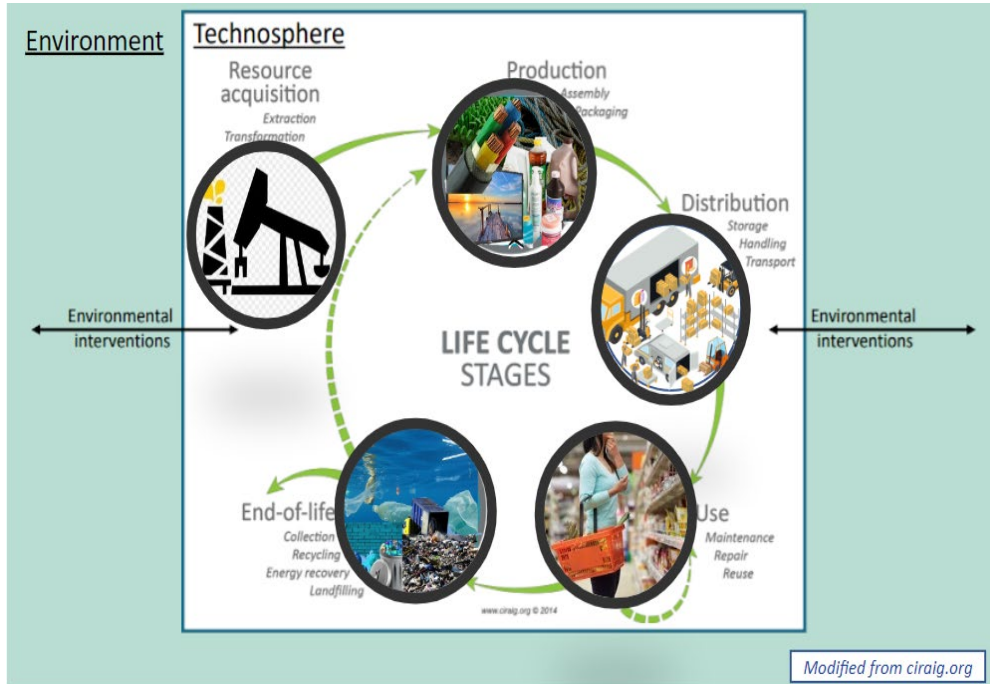 Environment
Technosphere
Resource
acquisition
Extraction
Transformation
Production
Assembly
Packaging
Distribution
Storage
Handling
Transport
Environmental
interventions
LIFE CYCLE
STAGES
Environmental
interventions
End-of-life
Collection
Recycling
Energy recovery
Landfilling
Use
Maintenance
Repair
Reuse
www.ciraig.org © 2014
Modified from ciraig.org